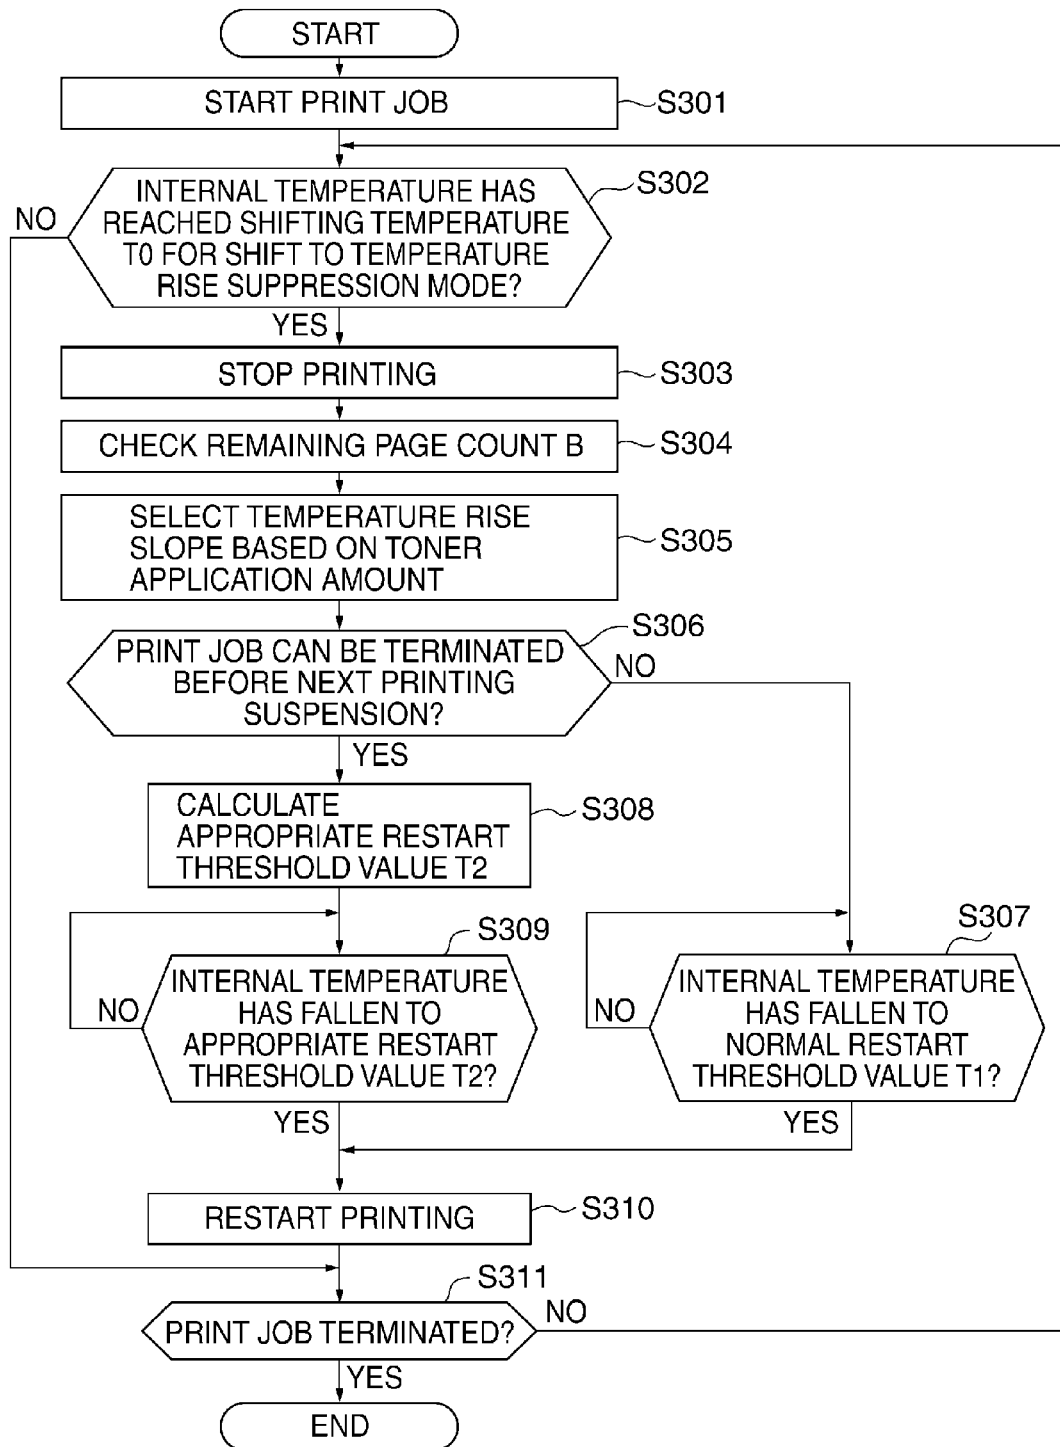 START
START PRINT JOB
S301
INTERNAL TEMPERATURE HAS
REACHED SHIFTING TEMPERATURE
T0 FOR SHIFT TO TEMPERATURE
RISE SUPPRESSION MODE?
S302
NO
YES
STOP PRINTING
S303
CHECK REMAINING PAGE COUNT B
S304
SELECT TEMPERATURE RISE
SLOPE BASED ON TONER
APPLICATION AMOUNT
S305
PRINT JOB CAN BE TERMINATED
BEFORE NEXT PRINTING
SUSPENSION?
S306
NO
YES
CALCULATE
APPROPRIATE RESTART
THRESHOLD VALUE T2
S308
INTERNAL TEMPERATURE
HAS FALLEN TO
APPROPRIATE RESTART
THRESHOLD VALUE T2?
S309
NO
YES
INTERNAL TEMPERATURE
HAS FALLEN TO
NORMAL RESTART
THRESHOLD VALUE T1?
S307
NO
YES
RESTART PRINTING
S310
PRINT JOB TERMINATED?
S311
NO
YES
END